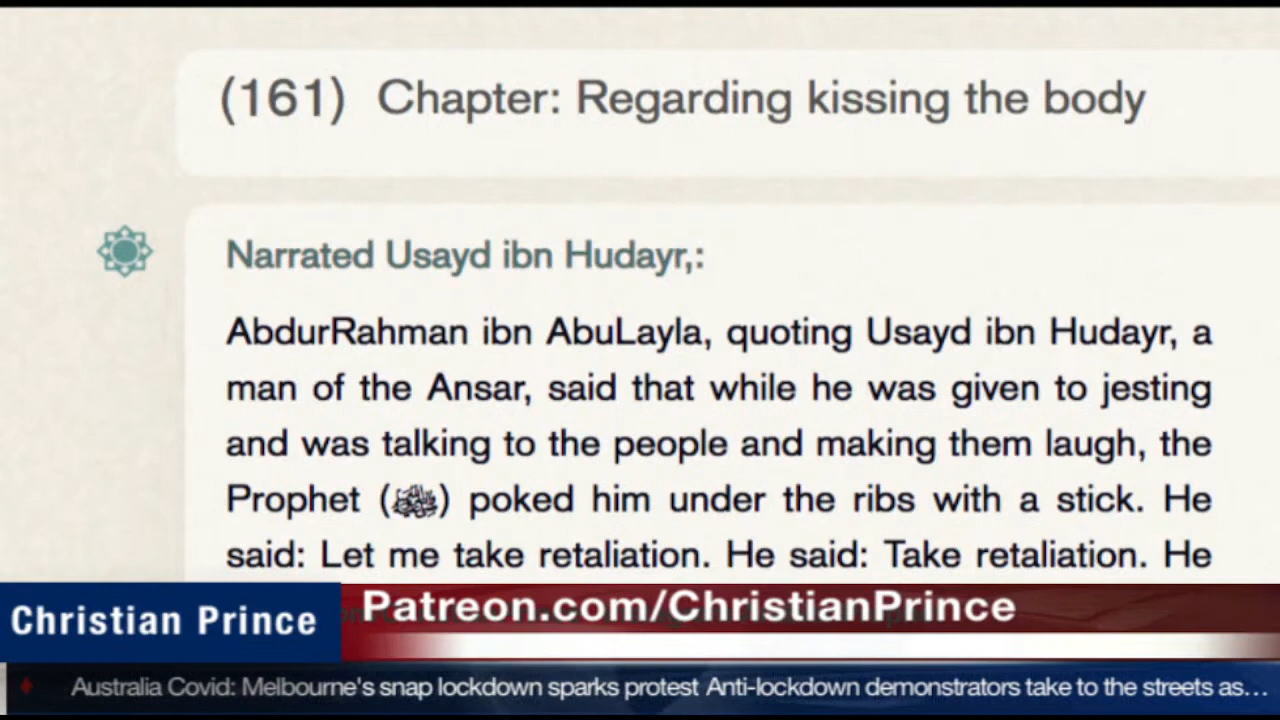 (161) Chapter: Regarding kissing the body
Narrated Usayd ibn Hudayr,:
AbdurRahman ibn AbuLayla, quoting Usayd ibn Hudayr, a
man of the Ansar, said that while he was given to jesting
and was talking to the people and making them laugh, the
Prophet (ﷺ) poked him under the ribs with a stick. He
said: Let me take retaliation. He said: Take retaliation. He
Christian Prince
Patreon.com/ChristianPrince
Australia Covid: Melbourne's snap lockdown sparks protest Anti-lockdown demonstrators take to the streets as...